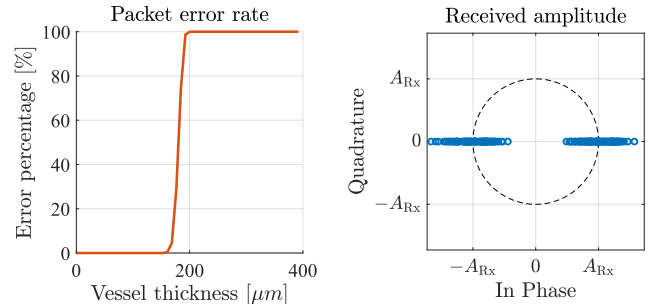 Packet error rate
Error percentage [%]
100
80
60
40
20
0
0
200
400
Vessel thickness [μm]
Received amplitude
Quadrature
A_Rx
0
−A_Rx
−A_Rx
0
A_Rx
In Phase